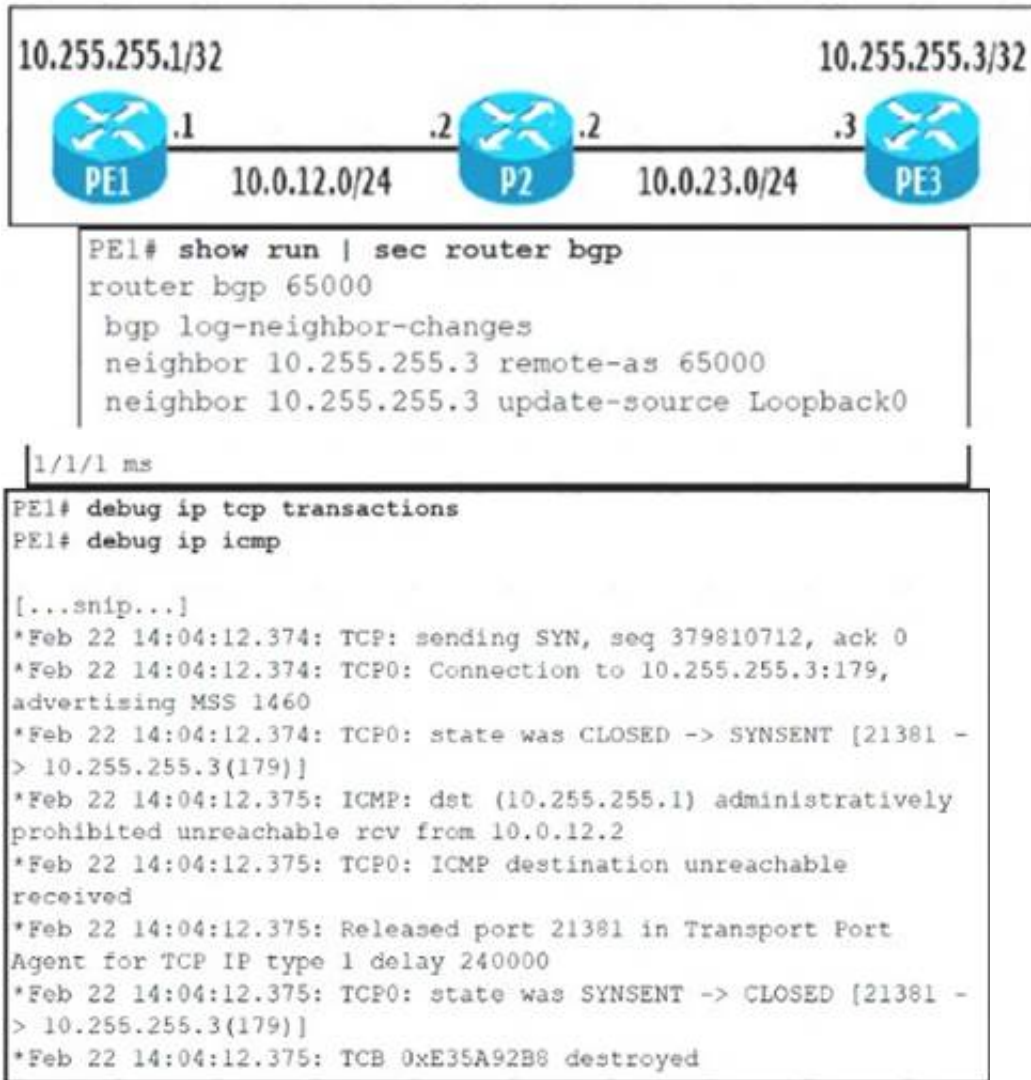 10.255.255.1/32
10.255.255.3/32
.1
.2
.2
.3
PE1
10.0.12.0/24
P2
10.0.23.0/24
PE3
PE1# show run | sec router bgp
router bgp 65000
bgp log-neighbor-changes
neighbor 10.255.255.3 remote-as 65000
neighbor 10.255.255.3 update-source Loopback0
1/1/1 ms
PE1# debug ip tcp transactions
PE1# debug ip icmp
[...snip...]
*Feb 22 14:04:12.374: TCP: sending SYN, seq 379810712, ack 0
*Feb 22 14:04:12.374: TCP0: Connection to 10.255.255.3:179,
advertising MSS 1460
*Feb 22 14:04:12.374: TCP0: state was CLOSED -> SYNSENT [21381 -
> 10.255.255.3(179)]
*Feb 22 14:04:12.375: ICMP: dst (10.255.255.1) administratively
prohibited unreachable rcv from 10.0.12.2
*Feb 22 14:04:12.375: TCP0: ICMP destination unreachable
received
*Feb 22 14:04:12.375: Released port 21381 in Transport Port
Agent for TCP IP type 1 delay 240000
*Feb 22 14:04:12.375: TCP0: state was SYNSENT -> CLOSED [21381 -
> 10.255.255.3(179)]
*Feb 22 14:04:12.375: TCB 0xE35A92B8 destroyed